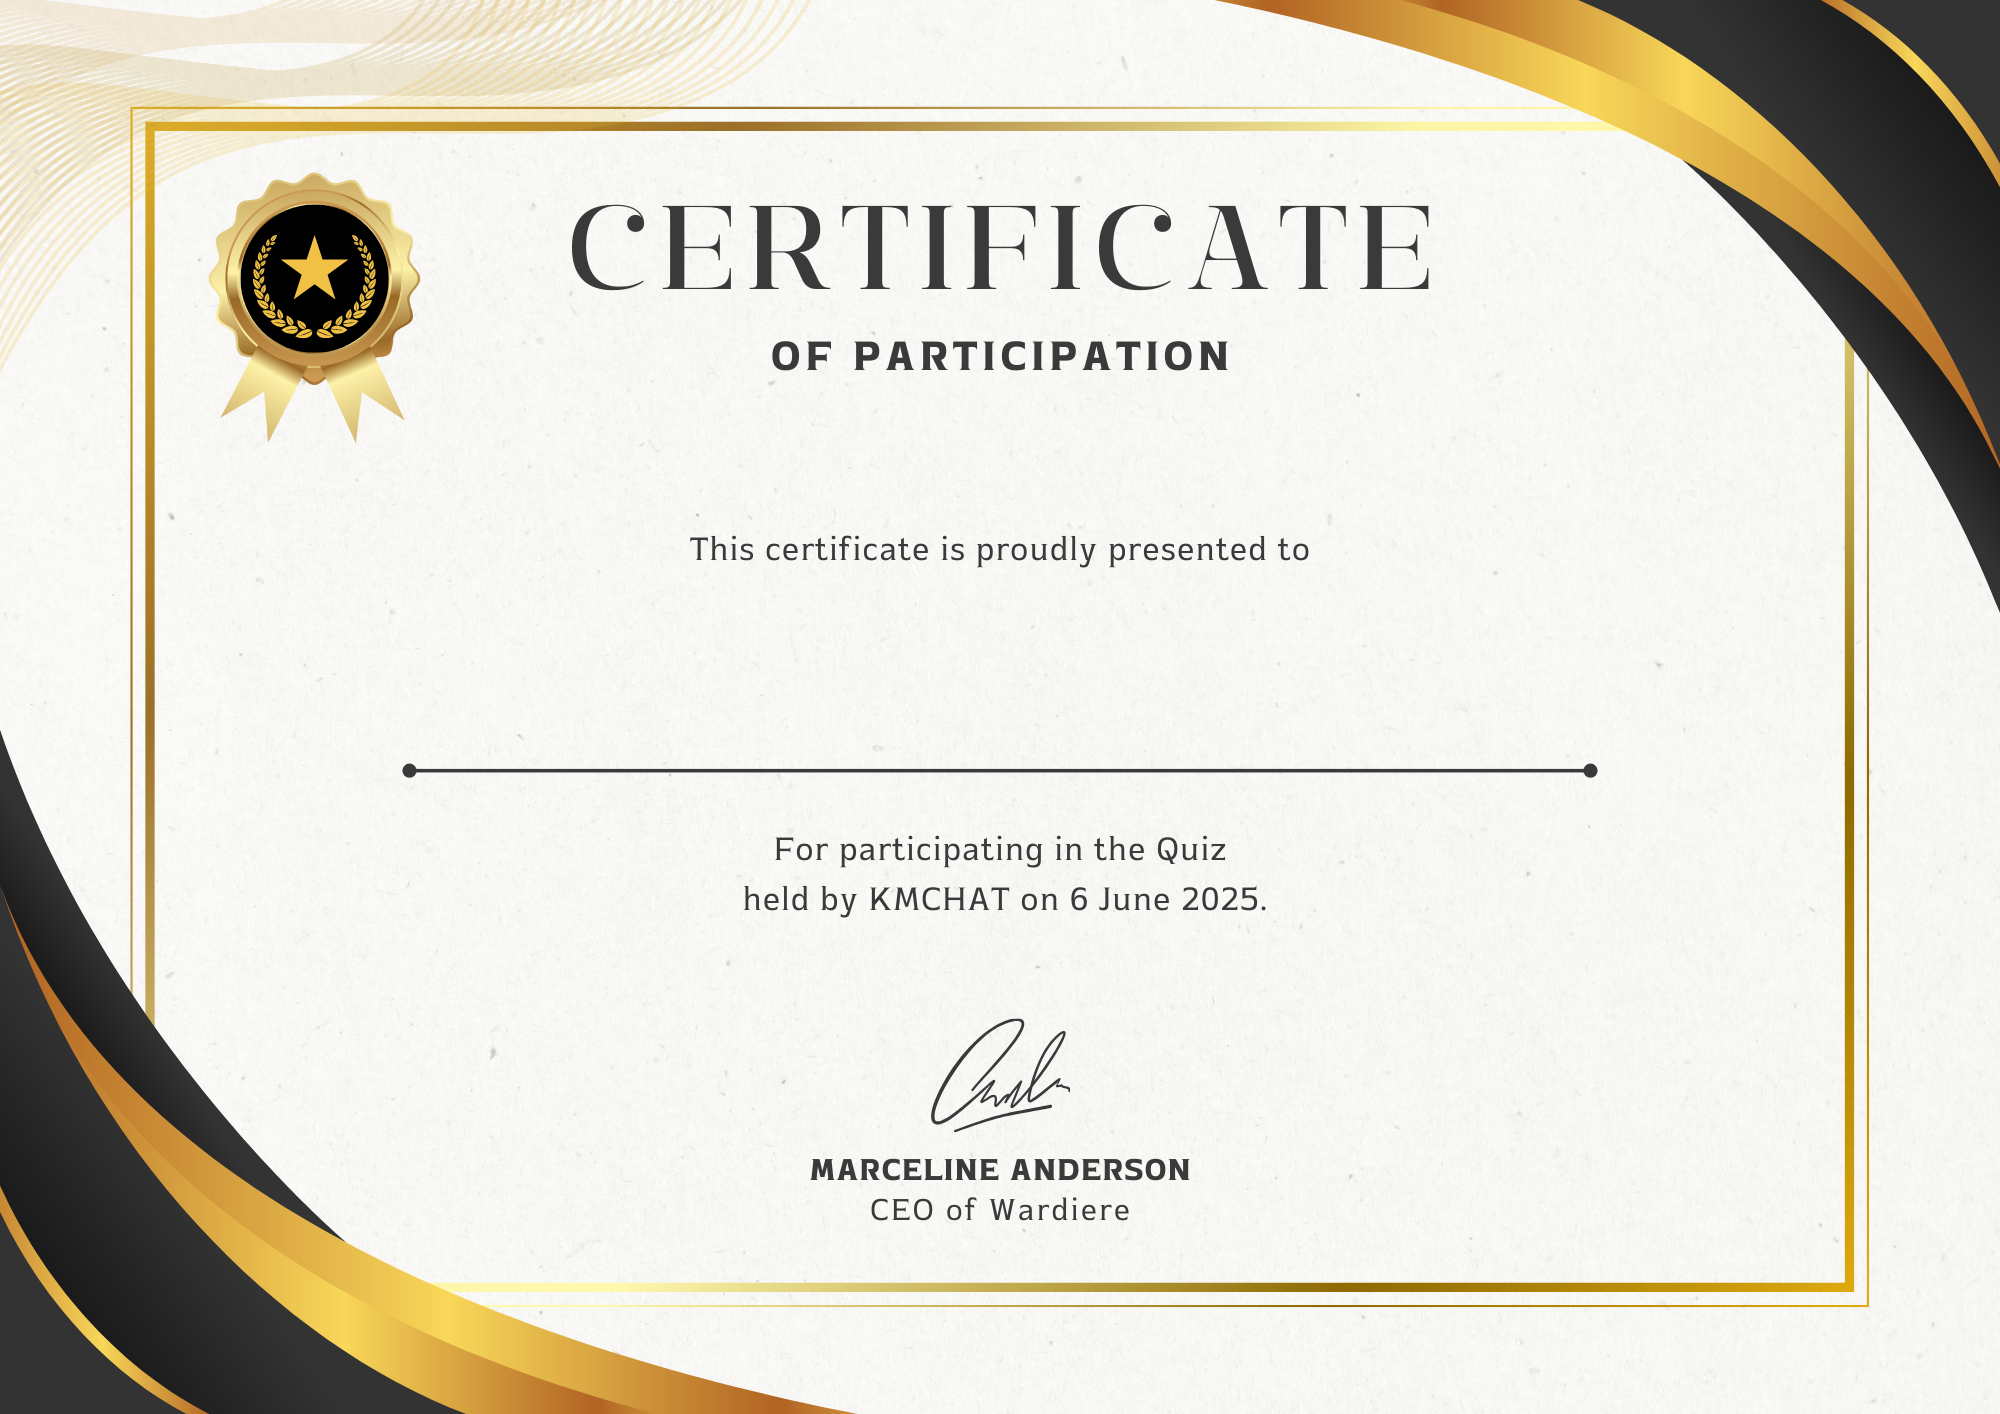 CERTIFICATE
OF PARTICIPATION
This certificate is proudly presented to
For participating in the Quiz
held by KMCHAT on 6 June 2025.
MARCELINE ANDERSON
CEO of Wardiere